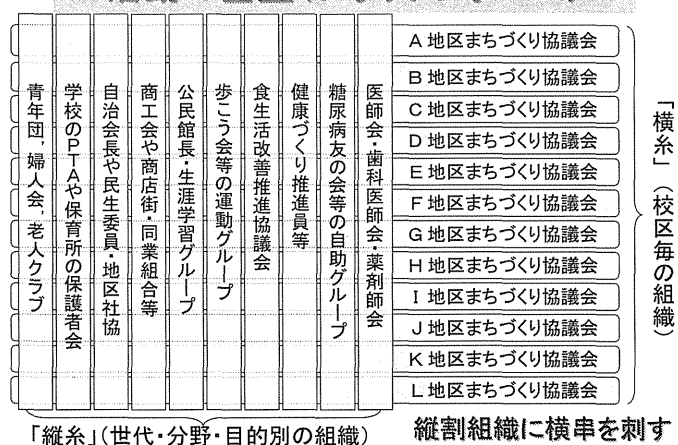 A地区まちづくり協議会
B地区まちづくり協議会
C地区まちづくり協議会
D地区まちづくり協議会
E地区まちづくり協議会
F地区まちづくり協議会
G地区まちづくり協議会
H地区まちづくり協議会
I地区まちづくり協議会
J地区まちづくり協議会
K地区まちづくり協議会
L地区まちづくり協議会
「横糸」（校区毎の組織）
医師会・歯科医師会・薬剤師会
糖尿病友の会等の自助グループ
健康づくり推進員等
食生活改善推進協議会
歩こう会等の運動グループ
公民館長・生涯学習グループ
商工会や商店街・同業組合等
自治会長や民生委員・地区社協
学校のPTAや保育所の保護者会
青年団，婦人会，老人クラブ
「縦糸」(世代・分野・目的別の組織)
縦割組織に横串を刺す